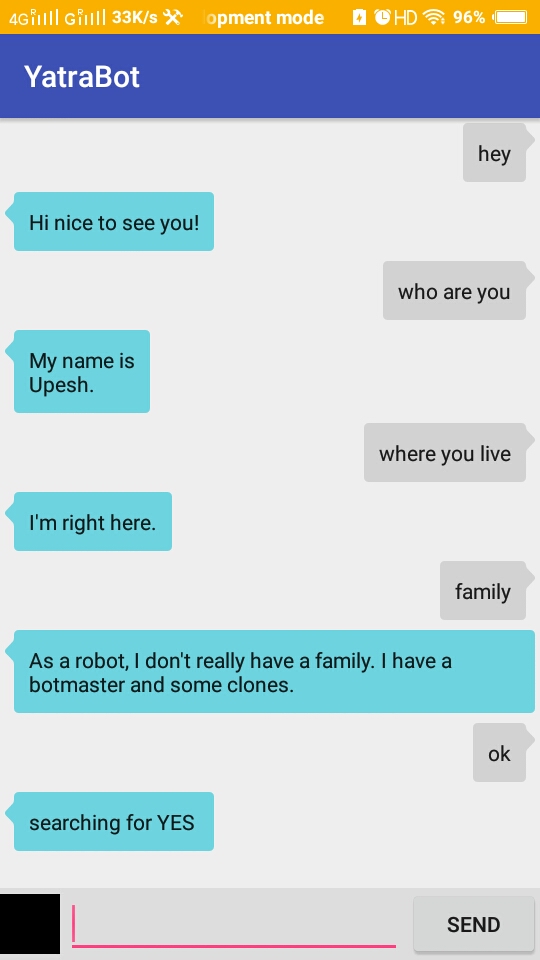 4G R G R 33K/s opment mode HD 96%
YatraBot
hey
Hi nice to see you!
who are you
My name is
Upesh.
where you live
I'm right here.
family
As a robot, I don't really have a family. I have a
botmaster and some clones.
ok
searching for YES
SEND